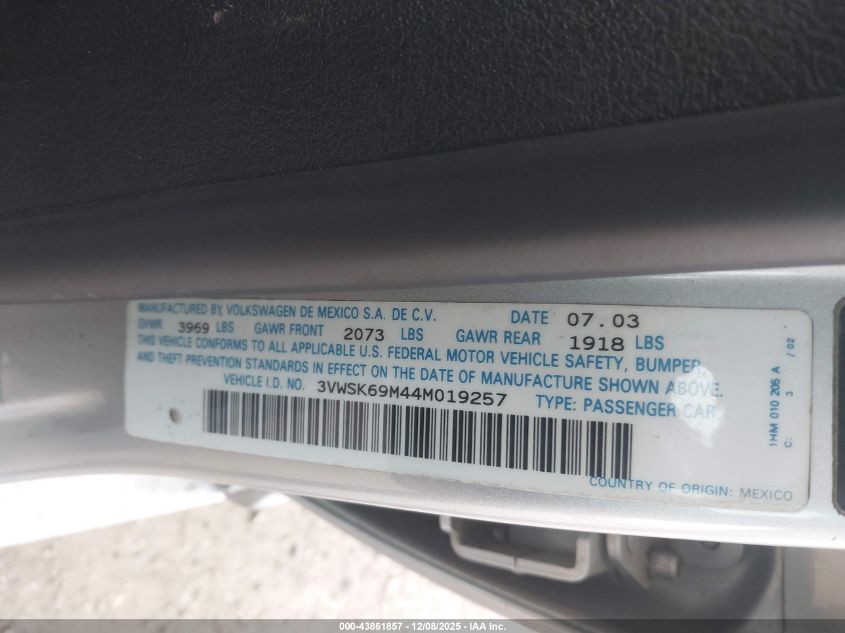 MANUFACTURED BY VOLKSWAGEN DE MEXICO S.A. DE C.V. DATE 07.03
GVWR 3969 LBS GAWR FRONT 2073 LBS GAWR REAR 1918 LBS
THIS VEHICLE CONFORMS TO ALL APPLICABLE U.S. FEDERAL MOTOR VEHICLE SAFETY, BUMPER,
AND THEFT PREVENTION STANDARDS IN EFFECT ON THE DATE OF MANUFACTURE SHOWN ABOVE.
VEHICLE I.D. NO. 3VWSK69M44M019257 TYPE: PASSENGER CAR
COUNTRY OF ORIGIN: MEXICO
1HM 010 205 A
C: 3 /02
000-43861857 - 12/08/2025 - IAA Inc.